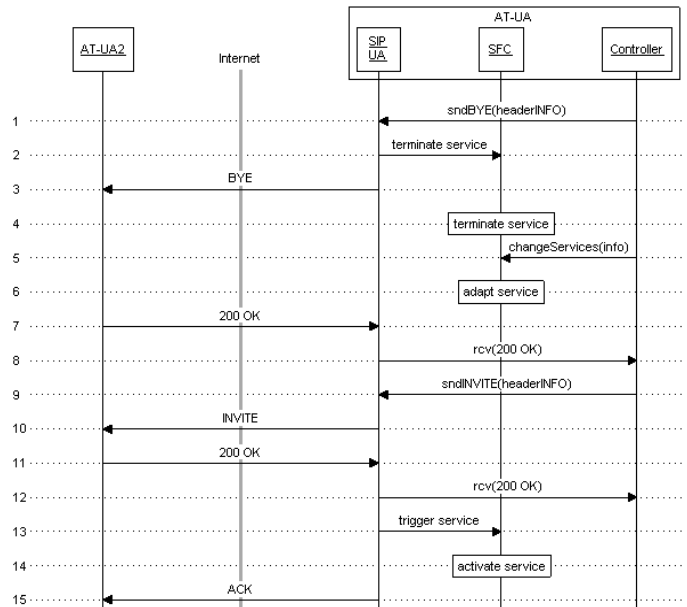 AT-UA
AT-UA2
Internet
SIP
UA
SFC
Controller
1
sndBYE(headerINFO)
2
terminate service
3
BYE
4
terminate service
5
changeServices(info)
6
adapt service
7
200 OK
8
rcv(200 OK)
9
sndINVITE(headerINFO)
10
INVITE
11
200 OK
12
rcv(200 OK)
13
trigger service
14
activate service
15
ACK